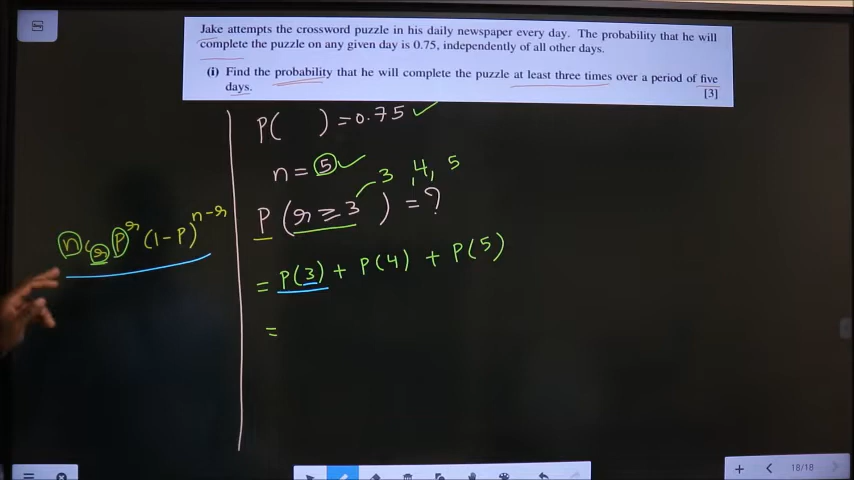 Jake attempts the crossword puzzle in his daily newspaper every day. The probability that he will
complete the puzzle on any given day is 0.75, independently of all other days.
(i) Find the probability that he will complete the puzzle at least three times over a period of five
days. [3]
P( ) = 0.75 ✓
n = 5 ✓
3, 4, 5
P(r ≥ 3) = ?
nCr P^r (1-P)^n-r
= P(3) + P(4) + P(5)
=
18/18